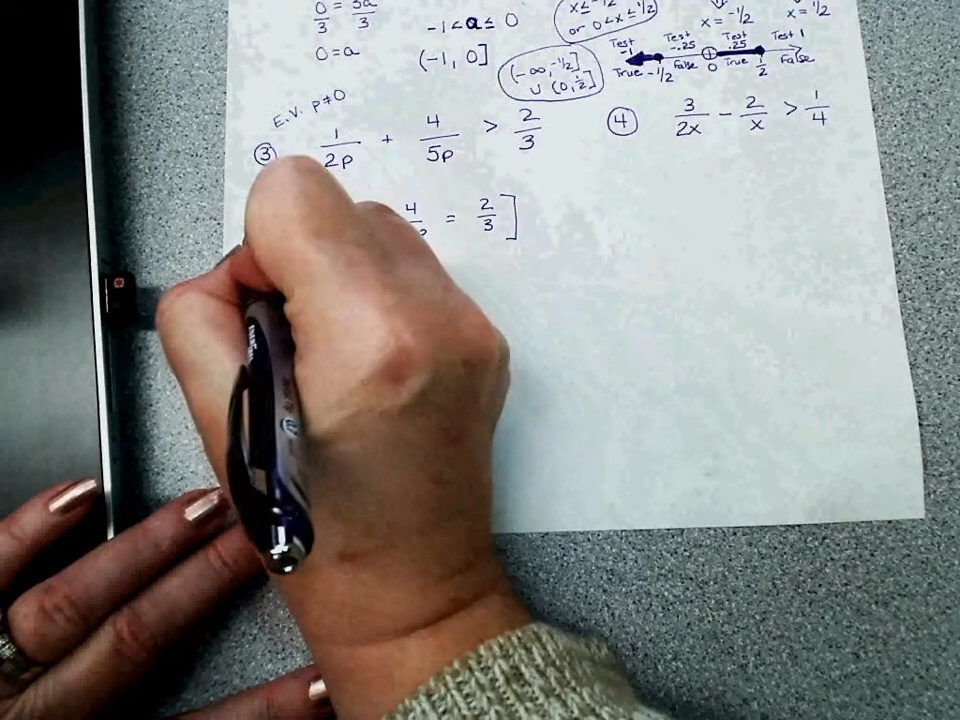 0/3 = 3a/3
0 = a
-1 < a ≤ 0
(-1, 0]
x ≤ -1/2
or 0 < x ≤ 1/2
(-∞, -1/2]
∪ (0, 1/2]
x = -1/2 x = 1/2
Test -1 Test -.25 Test .25 Test 1
True -1/2 False 0 True 1/2 False
E.V. p ≠ 0
③ 1/2p + 4/5p > 2/3
4 = 2/3 ]
④ 3/2x - 2/x > 1/4